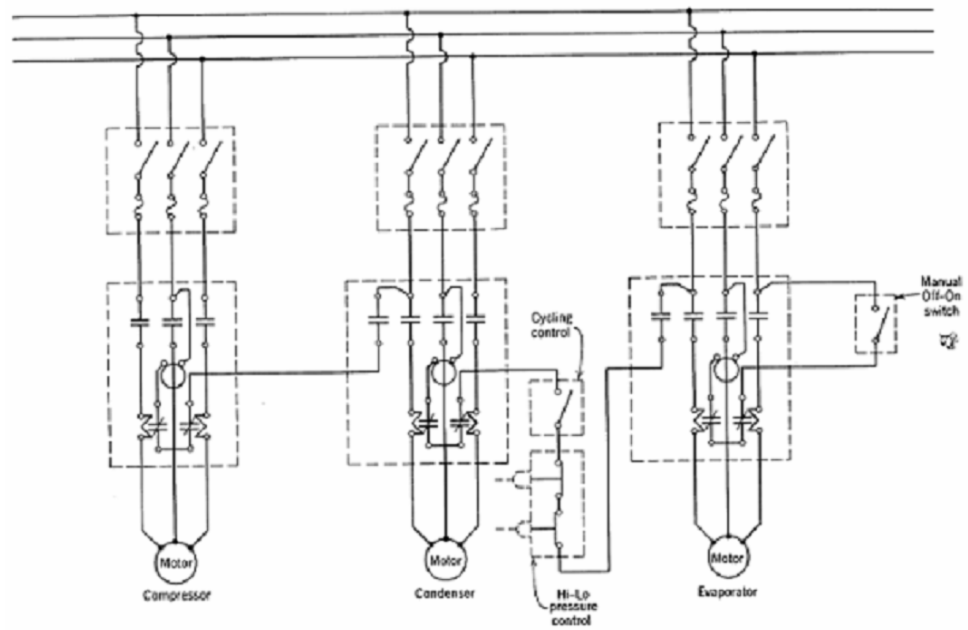 Manual
Off-On
switch
Cycling
control
Motor
Compressor
Motor
Condenser
Hi-Lo
pressure
control
Motor
Evaporator